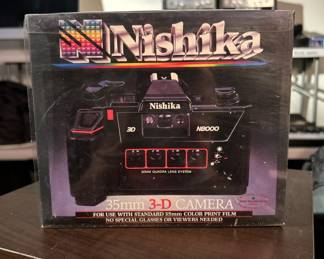 Nishika
Nishika
3D
N8000
35mm QUADRA LENS SYSTEM
35mm 3-D CAMERA
FOR USE WITH STANDARD 35mm COLOR PRINT FILM
NO SPECIAL GLASSES OR VIEWERS NEEDED